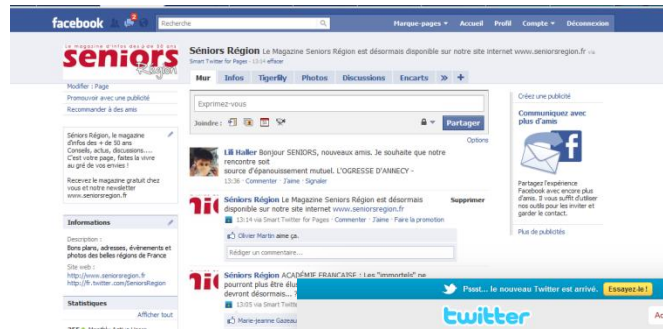 facebook
2
Recherche
Marque-pages
Accueil
Profil
Compte
Déconnexion
Le magazine d'infos des + de 50 ans
seniors
Région
Modifier : Page
Promouvoir avec une publicité
Recommander à des amis
Séniors Région, le magazine
d'infos des + de 50 ans
Conseils, actus, discussions....
C'est votre page, faites la vivre
au gré de vos envies !
Recevez le magazine gratuit chez
vous et notre newsletter
www.seniorsregion.fr
Informations
Description :
Bons plans, adresses, évènements et
photos des belles régions de France
Site web :
http://www.seniorsregion.fr
http://fr.twitter.com/SeniorsRegion
Statistiques
Afficher tout
Séniors Région Le Magazine Seniors Région est désormais disponible sur notre site internet www.seniorsregion.fr via
Smart Twitter for Pages · 13:14 effacer
Mur
Infos
TigerBly
Photos
Discussions
Encarts
»
+
Exprimez-vous
Joindre :
Partager
Options
Lili Haller Bonjour SENIORS, nouveaux amis. Je souhaite que notre
rencontre soit
source d'épanouissement mutuel. L'OGRESSE D'ANNECY -
13:36 · Commenter · J'aime · Signaler
Séniors Région Le Magazine Seniors Région est désormais
disponible sur notre site internet www.seniorsregion.fr
Supprimer
13:14 via Smart Twitter for Pages · Commenter · J'aime · Faire la promotion
Olivier Martin aime ça.
Rédiger un commentaire...
Séniors Région ACADÉMIE FRANCAISE : Les "immortels" ne
pourront plus être élus
devront désormais... ?
13:05 via Smart Twitt
Marie-jeanne Gazeau
Créez une publicité
Communiquez avec
plus d'amis
Partagez l'expérience
Facebook avec encore plus
d'amis. Il vous suffit d'utiliser
nos outils pour les inviter et
garder le contact.
Plus de publicités
Pssst... le nouveau Twitter est arrivé.
Essayez-le !
twitter